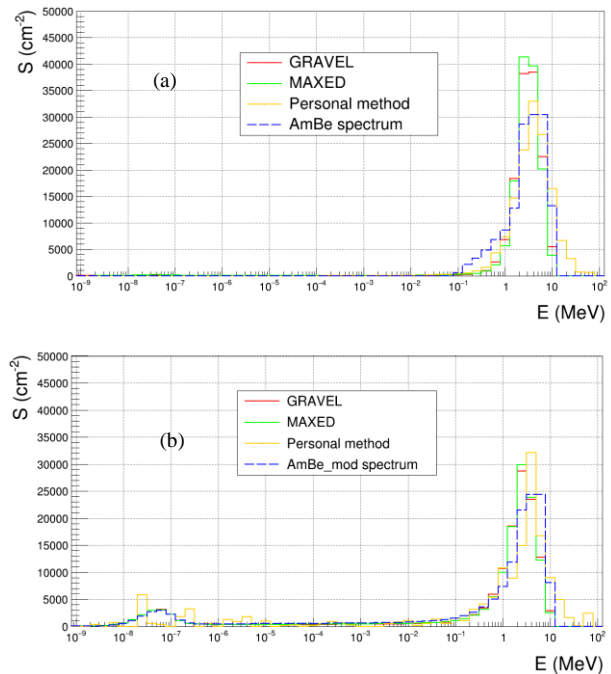 S (cm⁻²)
50000
45000
40000
35000
30000
25000
20000
15000
10000
5000
0
(a)
GRAVEL
MAXED
Personal method
AmBe spectrum
10⁻⁹ 10⁻⁸ 10⁻⁷ 10⁻⁶ 10⁻⁵ 10⁻⁴ 10⁻³ 10⁻² 10⁻¹ 1 10 10²
E (MeV)
S (cm⁻²)
50000
45000
40000
35000
30000
25000
20000
15000
10000
5000
0
(b)
GRAVEL
MAXED
Personal method
AmBe_mod spectrum
10⁻⁹ 10⁻⁸ 10⁻⁷ 10⁻⁶ 10⁻⁵ 10⁻⁴ 10⁻³ 10⁻² 10⁻¹ 1 10 10²
E (MeV)